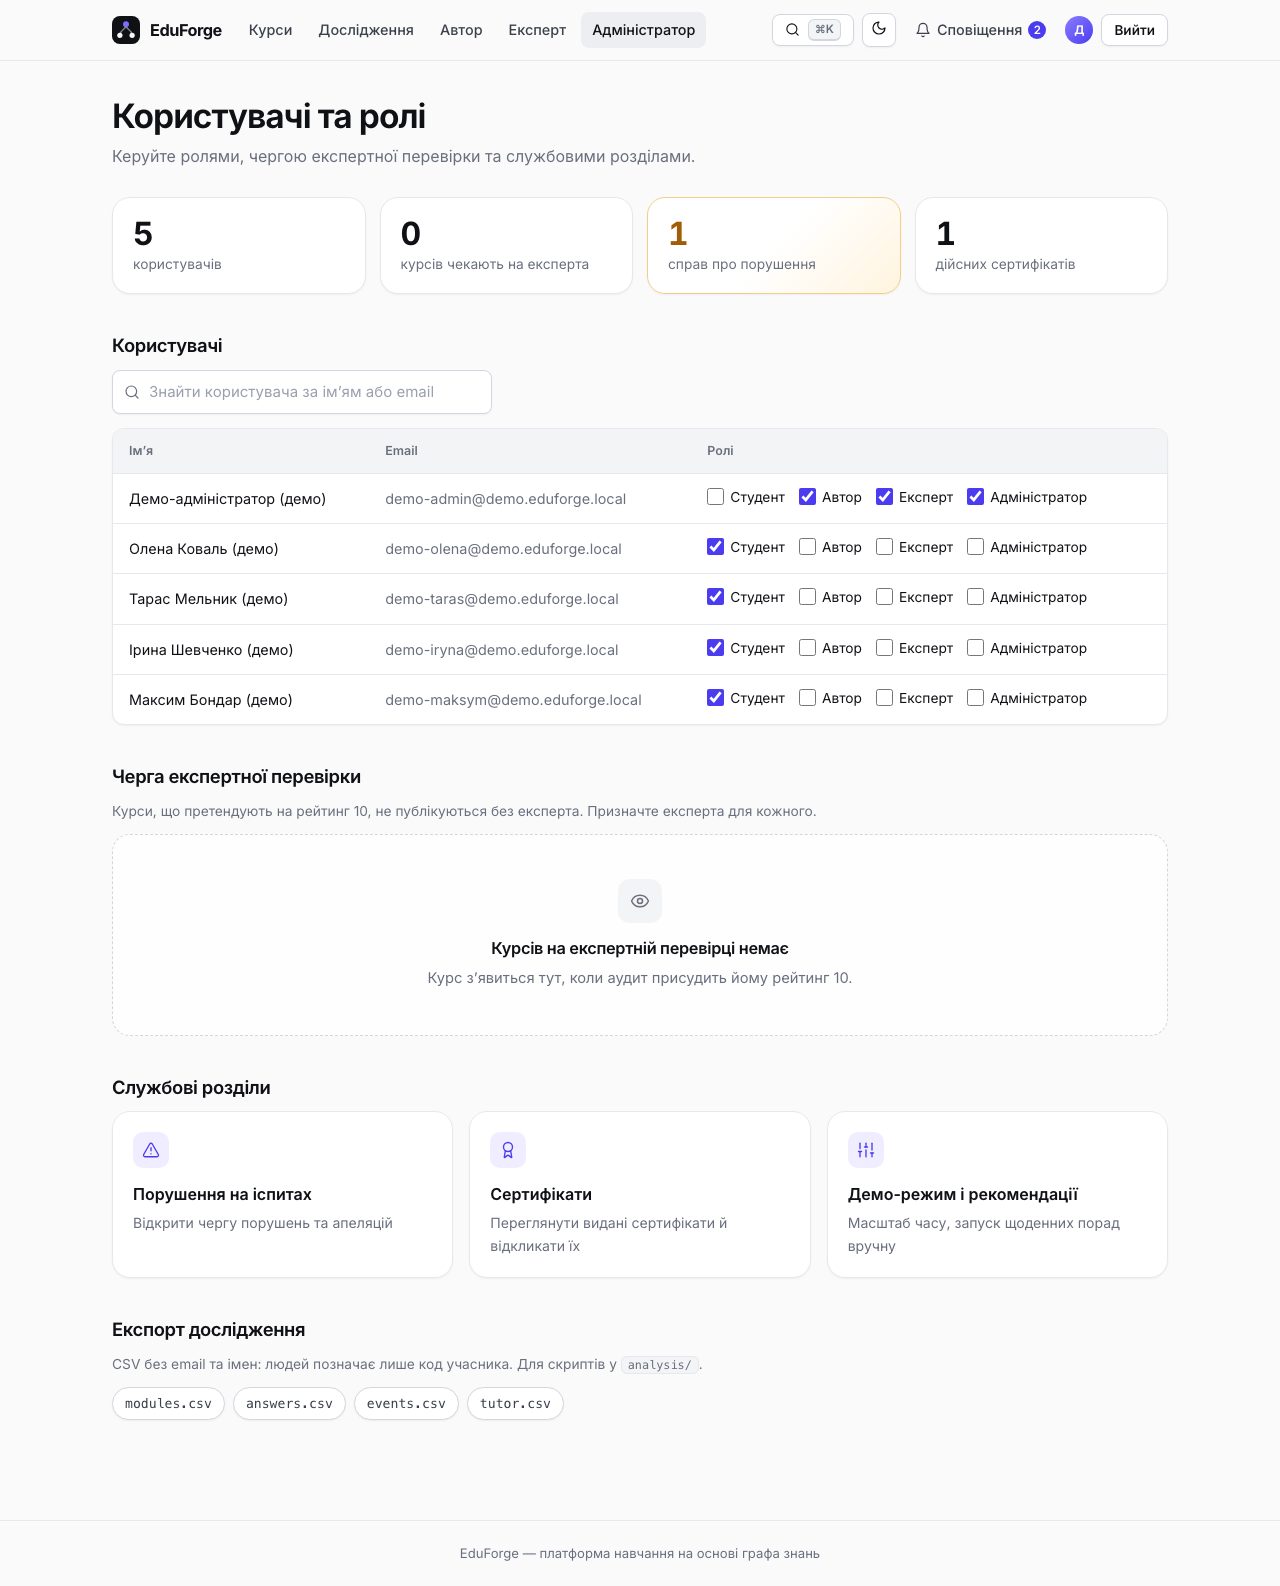 EduForge Курси Дослідження Автор Експерт Адміністратор ⌘K Сповіщення 2 Д Вийти
Користувачі та ролі
Керуйте ролями, чергою експертної перевірки та службовими розділами.
5 0 1 1
користувачів курсів чекають на експерта справ про порушення дійсних сертифікатів
Користувачі
Знайти користувача за ім’ям або email
Ім’я Email Ролі
Демо-адміністратор (демо) demo-admin@demo.eduforge.local Студент Автор Експерт Адміністратор
Олена Коваль (демо) demo-olena@demo.eduforge.local Студент Автор Експерт Адміністратор
Тарас Мельник (демо) demo-taras@demo.eduforge.local Студент Автор Експерт Адміністратор
Ірина Шевченко (демо) demo-iryna@demo.eduforge.local Студент Автор Експерт Адміністратор
Максим Бондар (демо) demo-maksym@demo.eduforge.local Студент Автор Експерт Адміністратор
Черга експертної перевірки
Курси, що претендують на рейтинг 10, не публікуються без експерта. Призначте експерта для кожного.
Курсів на експертній перевірці немає
Курс з’явиться тут, коли аудит присудить йому рейтинг 10.
Службові розділи
Порушення на іспитах
Відкрити чергу порушень та апеляцій
Сертифікати
Переглянути видані сертифікати й
відкликати їх
Демо-режим і рекомендації
Масштаб часу, запуск щоденних порад
вручну
Експорт дослідження
CSV без email та імен: людей позначає лише код учасника. Для скриптів у analysis/.
modules.csv answers.csv events.csv tutor.csv
EduForge — платформа навчання на основі графа знань